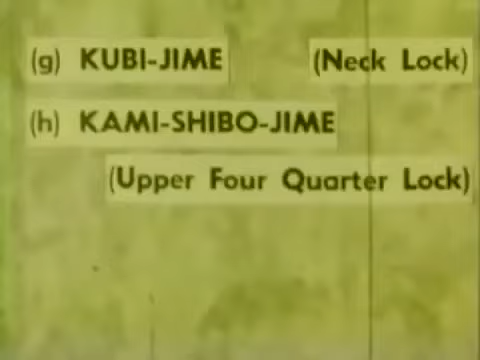 (g) KUBI-JIME (Neck Lock)
(h) KAMI-SHIBO-JIME
(Upper Four Quarter Lock)